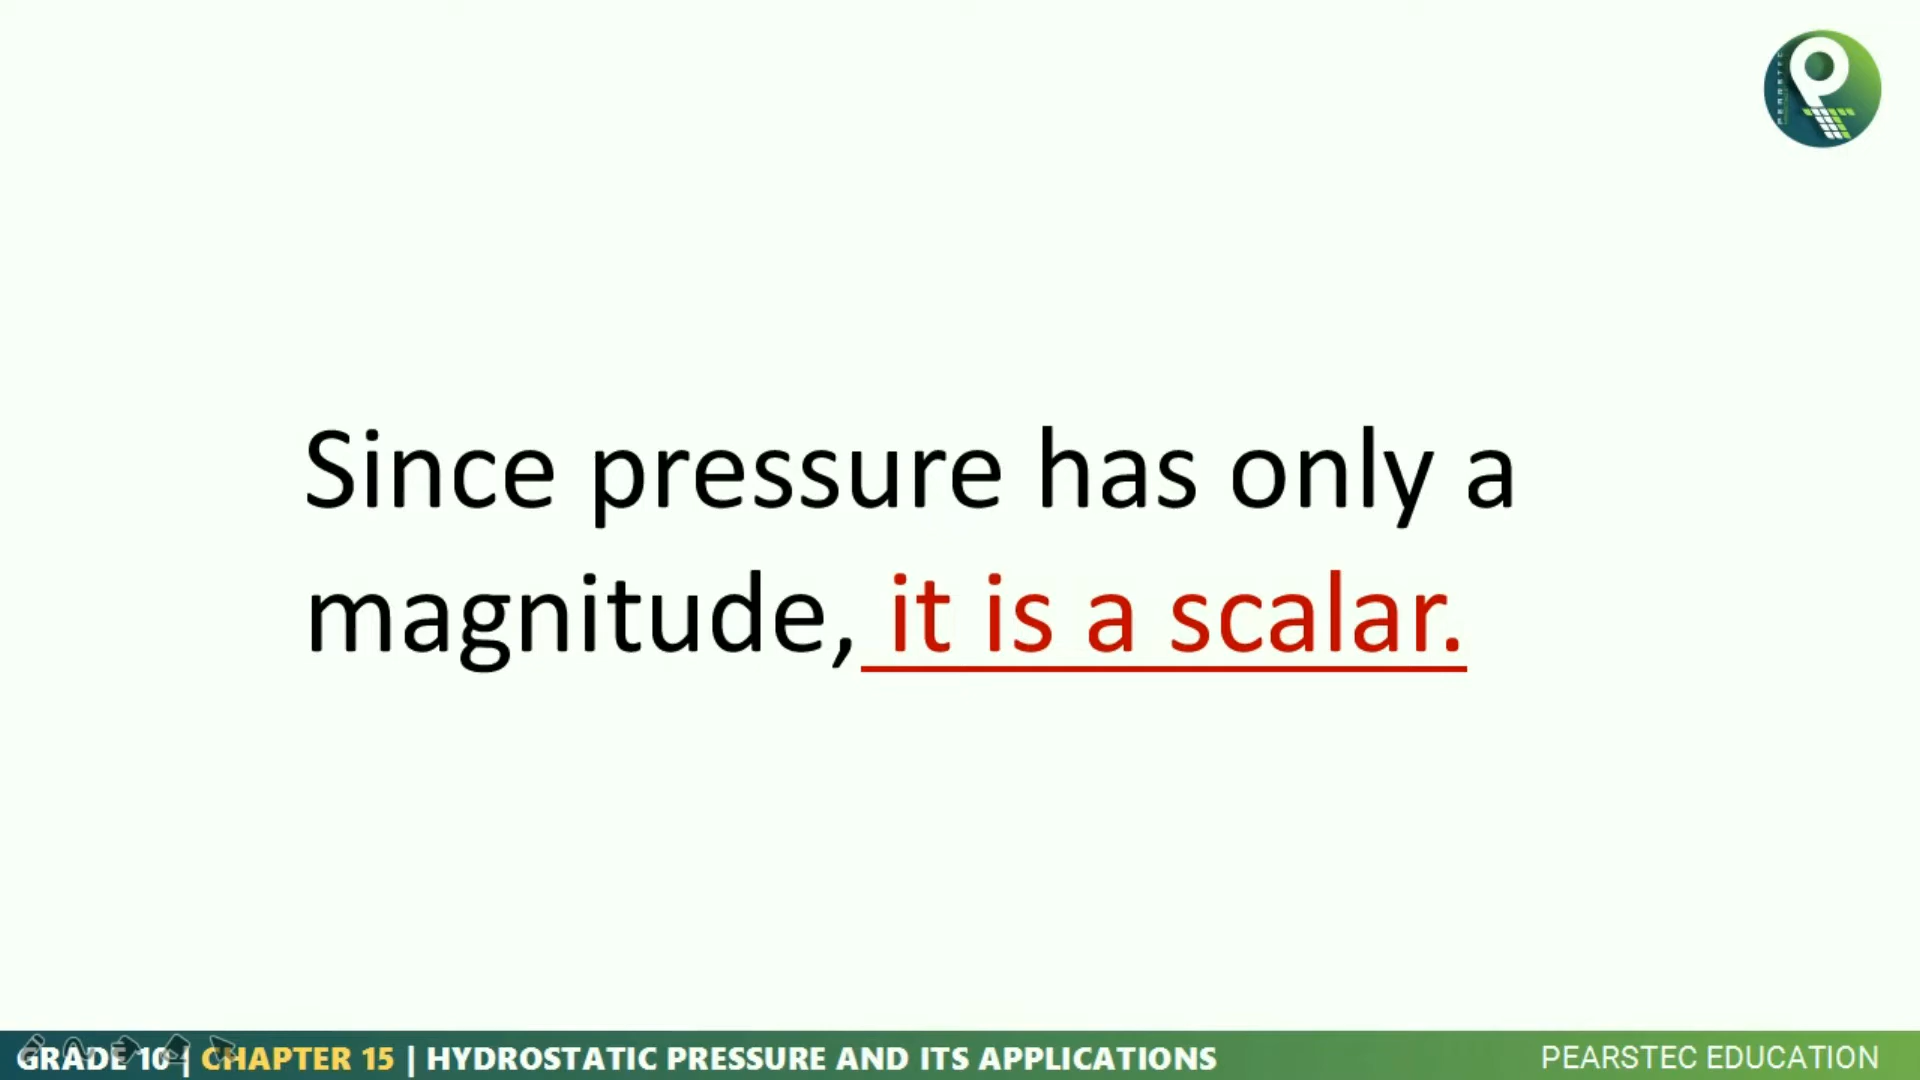 PEARSTEC
Since pressure has only a
magnitude, it is a scalar.
GRADE 10 | CHAPTER 15 | HYDROSTATIC PRESSURE AND ITS APPLICATIONS
PEARSTEC EDUCATION